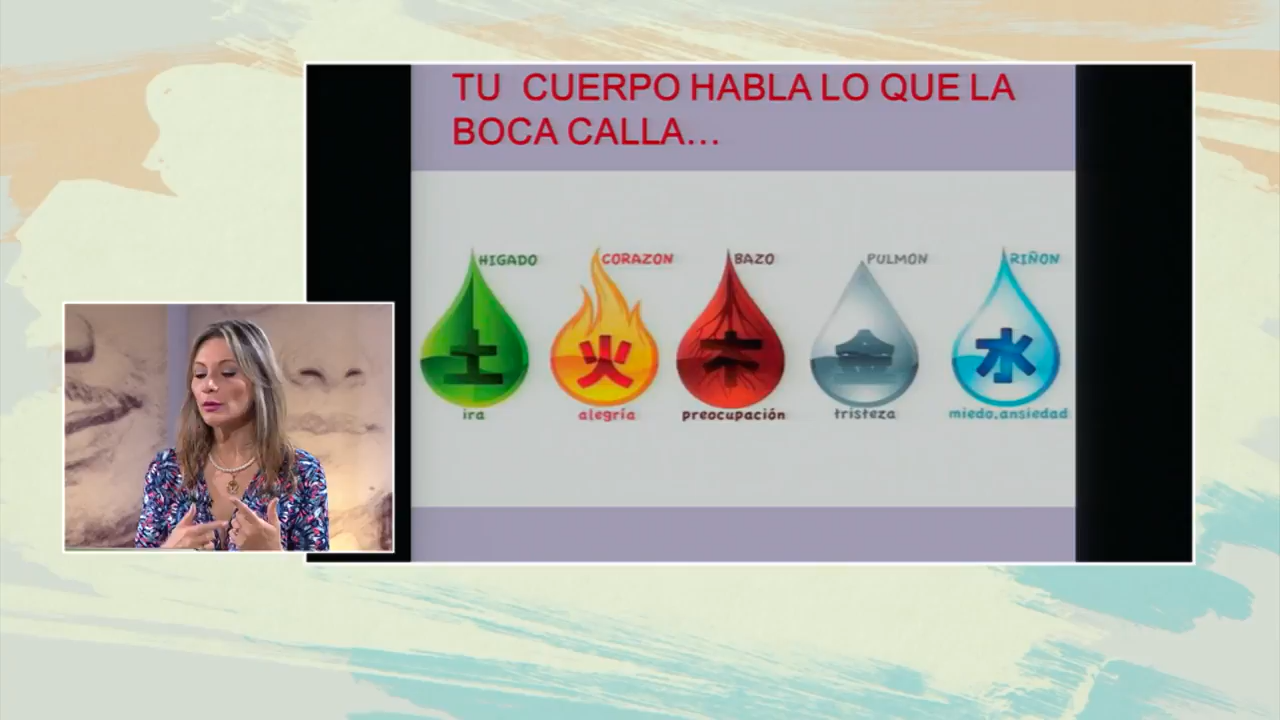 TU CUERPO HABLA LO QUE LA
BOCA CALLA...
HIGADO
CORAZON
BAZO
PULMON
RIÑON
土
火
水
ira
alegría
preocupación
tristeza
miedo,ansiedad